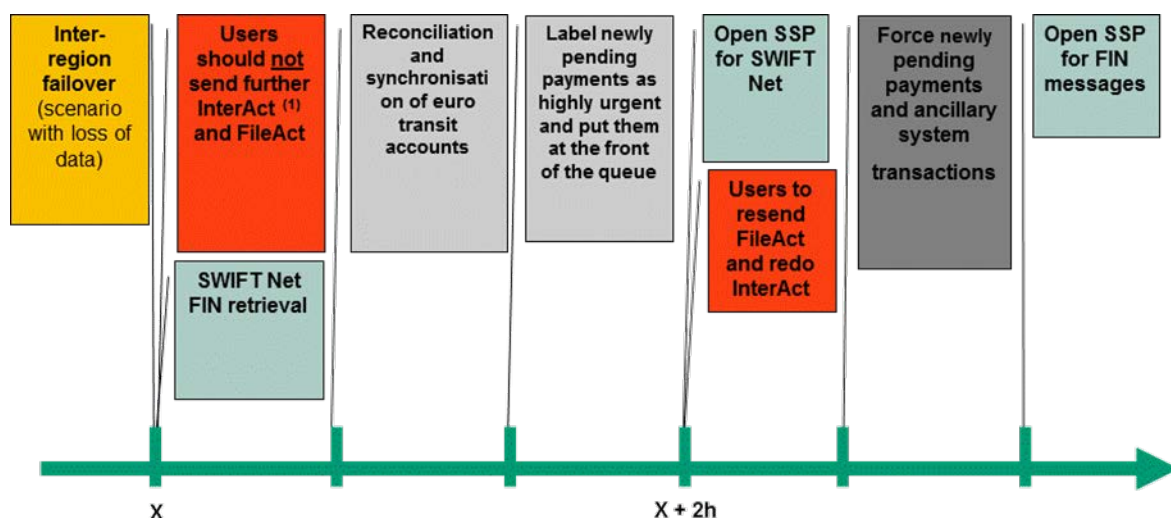 Inter-
region
failover
(scenario
with loss of
data)
Users
should not
send further
InterAct (1)
and FileAct
SWIFT Net
FIN retrieval
Reconciliation
and
synchronisati
on of euro
transit
accounts
Label newly
pending
payments as
highly urgent
and put them
at the front
of the queue
Open SSP
for SWIFT
Net
Users to
resend
FileAct
and redo
InterAct
Force newly
pending
payments
and ancillary
system
transactions
Open SSP
for FIN
messages
X
X + 2h